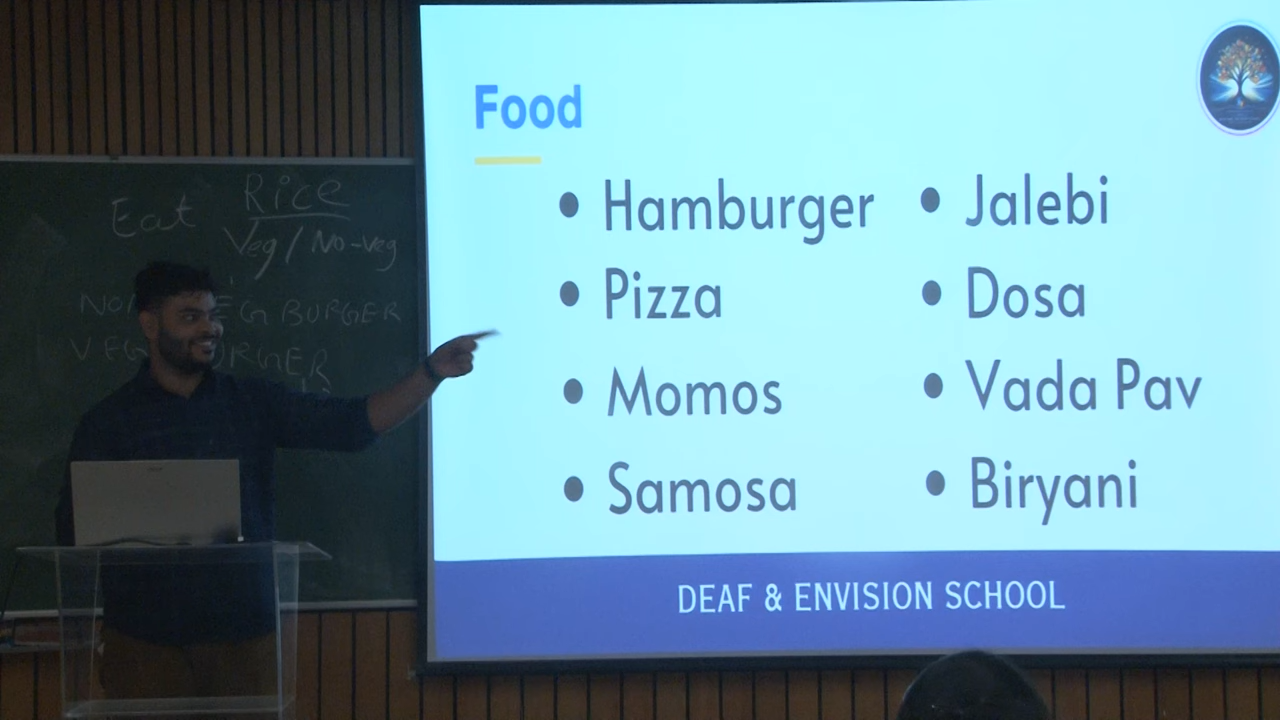 Eat Rice
Veg/No-veg
BURGER
VEG
Food
• Hamburger
• Pizza
• Momos
• Samosa
• Jalebi
• Dosa
• Vada Pav
• Biryani
DEAF & ENVISION SCHOOL